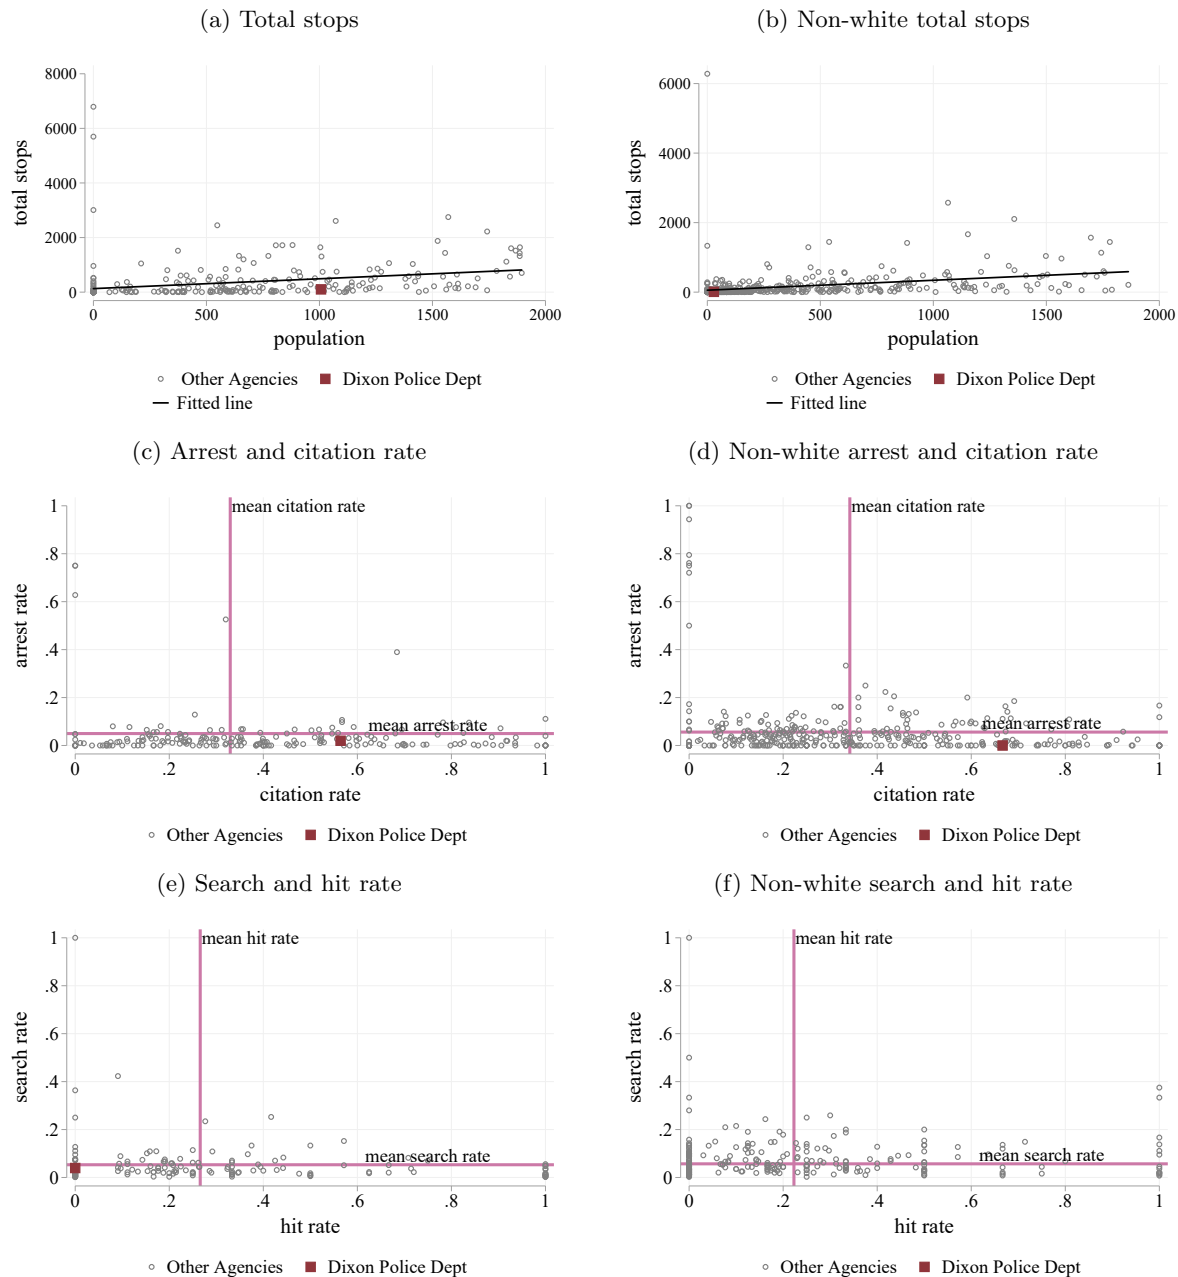 (a) Total stops
(b) Non-white total stops
8000
6000
4000
2000
0
total stops
0 500 1000 1500 2000
population
Other Agencies Dixon Police Dept
Fitted line
6000
4000
2000
0
total stops
0 500 1000 1500 2000
population
Other Agencies Dixon Police Dept
Fitted line
(c) Arrest and citation rate
(d) Non-white arrest and citation rate
1
.8
.6
.4
.2
0
arrest rate
mean citation rate
mean arrest rate
0 .2 .4 .6 .8 1
citation rate
Other Agencies Dixon Police Dept
1
.8
.6
.4
.2
0
arrest rate
mean citation rate
mean arrest rate
0 .2 .4 .6 .8 1
citation rate
Other Agencies Dixon Police Dept
(e) Search and hit rate
(f) Non-white search and hit rate
1
.8
.6
.4
.2
0
search rate
mean hit rate
mean search rate
0 .2 .4 .6 .8 1
hit rate
Other Agencies Dixon Police Dept
1
.8
.6
.4
.2
0
search rate
mean hit rate
mean search rate
0 .2 .4 .6 .8 1
hit rate
Other Agencies Dixon Police Dept